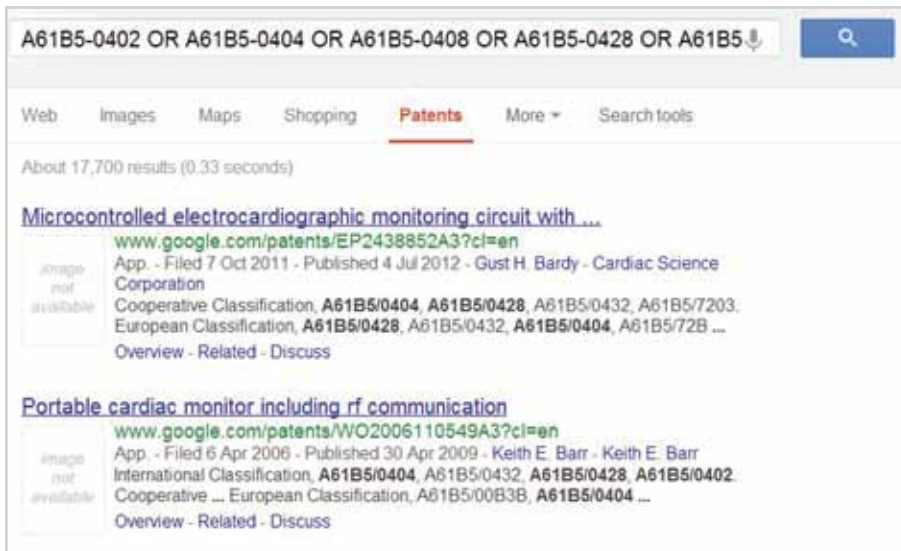 A61B5-0402 OR A61B5-0404 OR A61B5-0408 OR A61B5-0428 OR A61B5
Web Images Maps Shopping Patents More Search tools
About 17,700 results (0.33 seconds)
Microcontrolled electrocardiographic monitoring circuit with ...
image not available
www.google.com/patents/EP2438852A3?cl=en
App. - Filed 7 Oct 2011 - Published 4 Jul 2012 - Gust H. Bardy - Cardiac Science
Corporation
Cooperative Classification, A61B5/0404, A61B5/0428, A61B5/0432, A61B5/7203.
European Classification, A61B5/0428, A61B5/0432, A61B5/0404, A61B5/72B ...
Overview - Related - Discuss
Portable cardiac monitor including rf communication
image not available
www.google.com/patents/WO2006110549A3?cl=en
App. - Filed 6 Apr 2006 - Published 30 Apr 2009 - Keith E. Barr - Keith E. Barr
International Classification, A61B5/0404, A61B5/0432, A61B5/0428, A61B5/0402.
Cooperative ... European Classification, A61B5/00B3B, A61B5/0404 ...
Overview - Related - Discuss